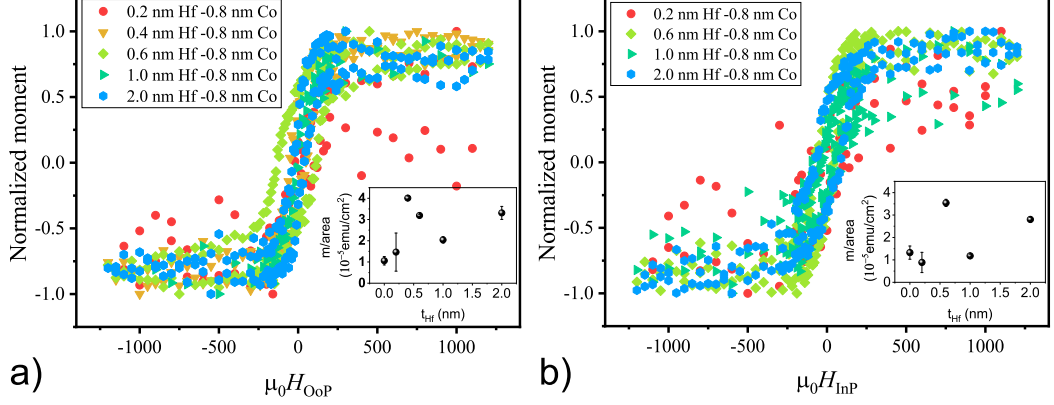 0.2 nm Hf -0.8 nm Co
0.4 nm Hf -0.8 nm Co
0.6 nm Hf -0.8 nm Co
1.0 nm Hf -0.8 nm Co
2.0 nm Hf -0.8 nm Co
Normalized moment
1.0
0.5
0.0
-0.5
-1.0
-1000
-500
0
500
1000
μ0HOoP
a)
m/area
(10⁻⁵emu/cm²)
4
3
2
1
0
0.0
0.5
1.0
1.5
2.0
tHf (nm)
0.2 nm Hf -0.8 nm Co
0.6 nm Hf -0.8 nm Co
1.0 nm Hf -0.8 nm Co
2.0 nm Hf -0.8 nm Co
Normalized moment
1.0
0.5
0.0
-0.5
-1.0
-1000
-500
0
500
1000
μ0HInP
b)
m/area
(10⁻⁵emu/cm²)
4
3
2
1
0
0.0
0.5
1.0
1.5
2.0
tHf (nm)